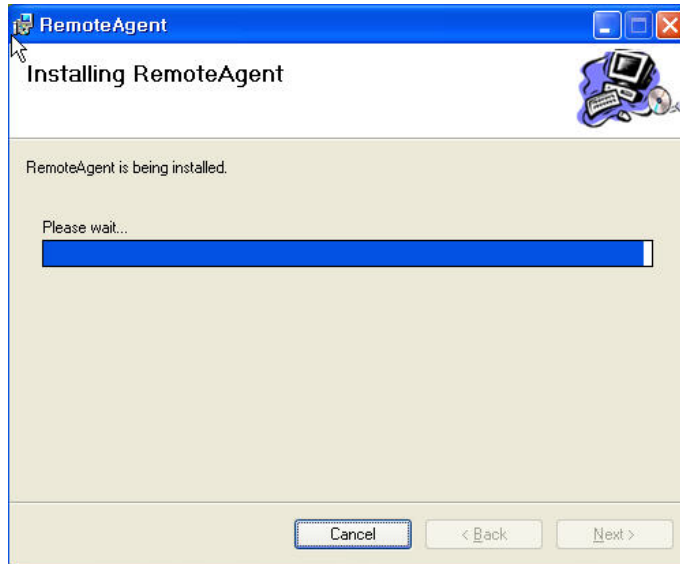 RemoteAgent
Installing RemoteAgent
RemoteAgent is being installed.
Please wait...
Cancel
< Back
Next >